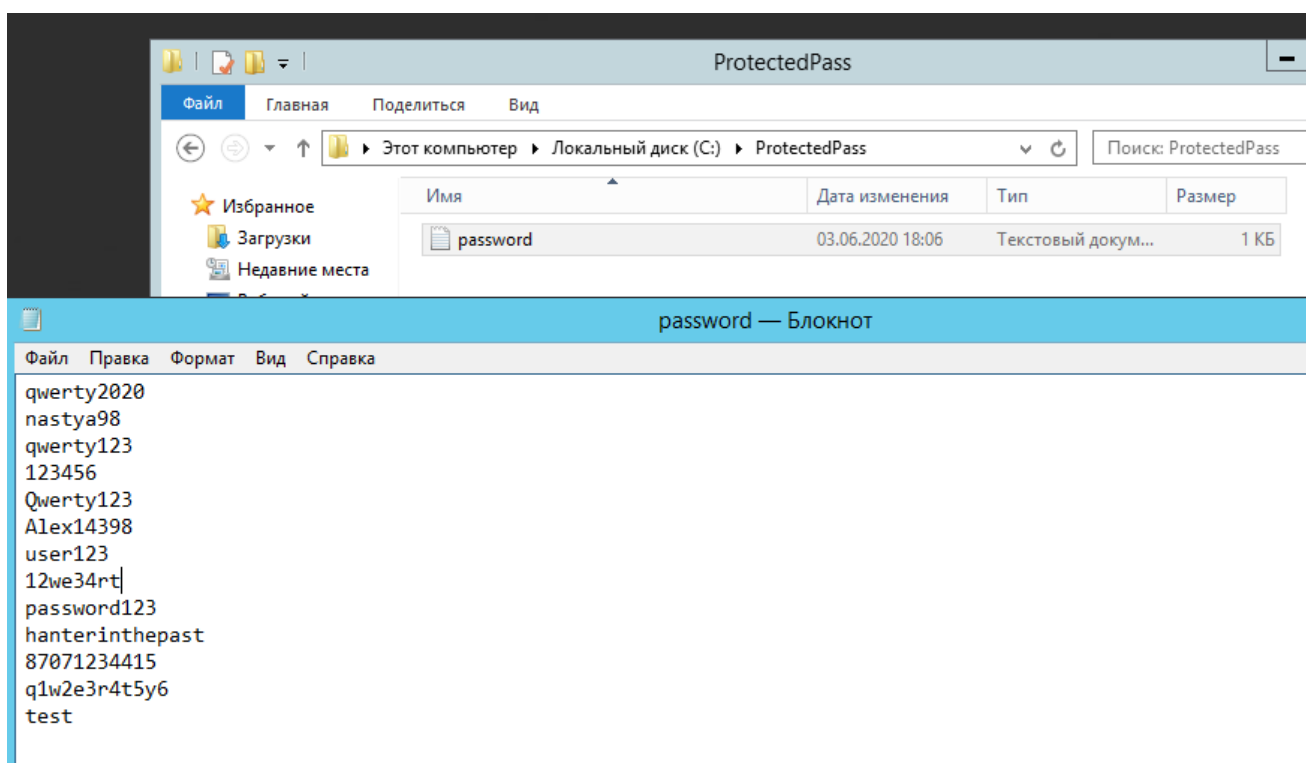 ProtectedPass
Файл Главная Поделиться Вид
Этот компьютер Локальный диск (C:) ProtectedPass Поиск: ProtectedPass
Имя Дата изменения Тип Размер
Избранное
Загрузки
password 03.06.2020 18:06 Текстовый докум... 1 КБ
Недавние места
password — Блокнот
Файл Правка Формат Вид Справка
qwerty2020
nastya98
qwerty123
123456
Qwerty123
Alex14398
user123
12we34rt
password123
hanterinthepast
87071234415
q1w2e3r4t5y6
test